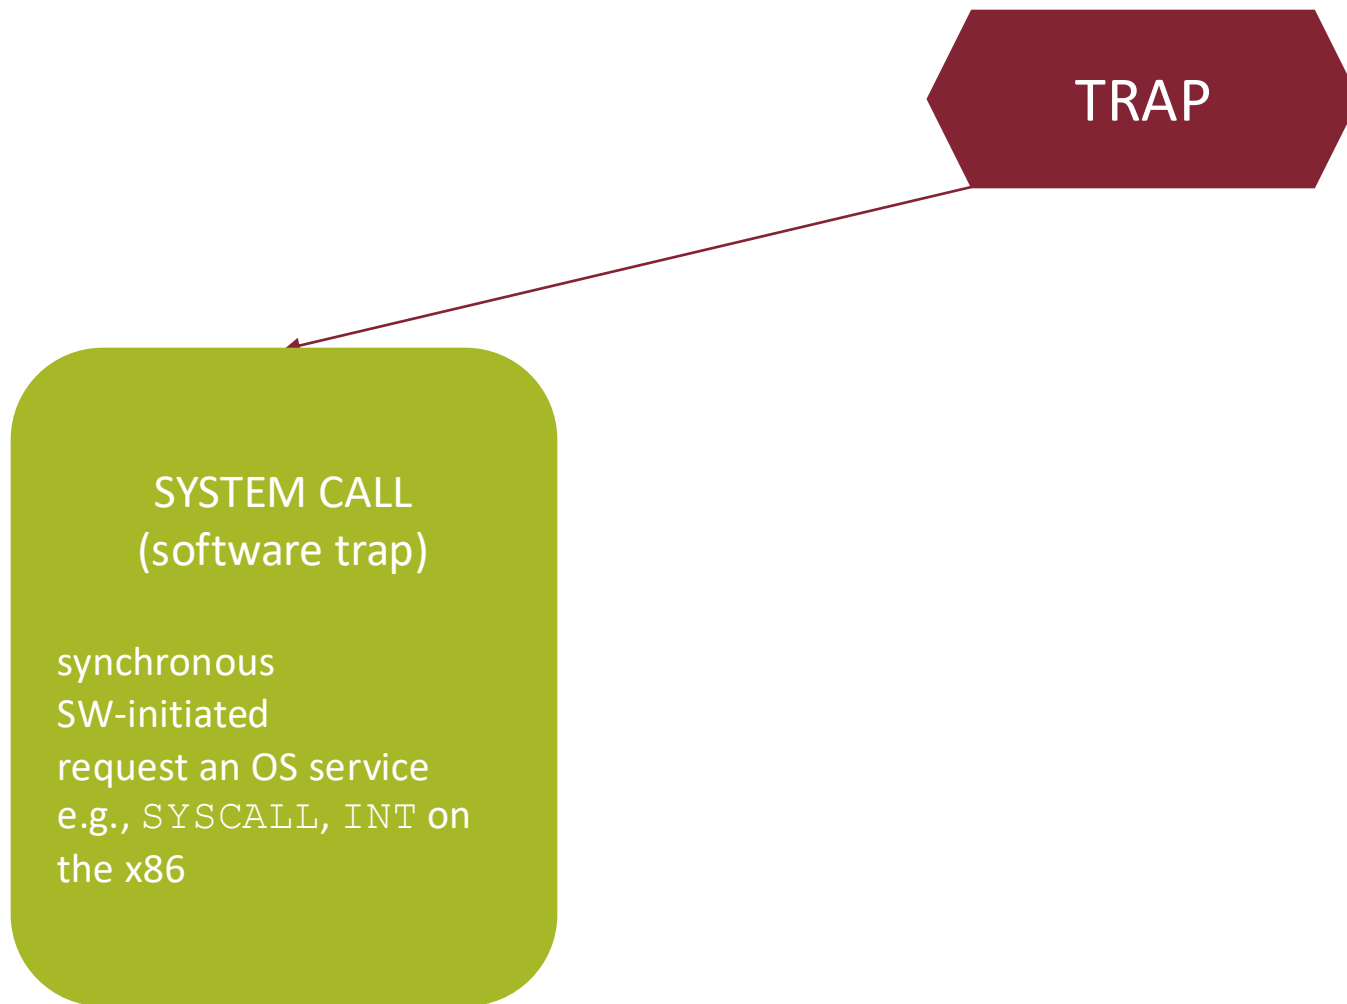 TRAP
SYSTEM CALL
(software trap)
synchronous
SW-initiated
request an OS service
e.g., SYSCALL, INT on
the x86